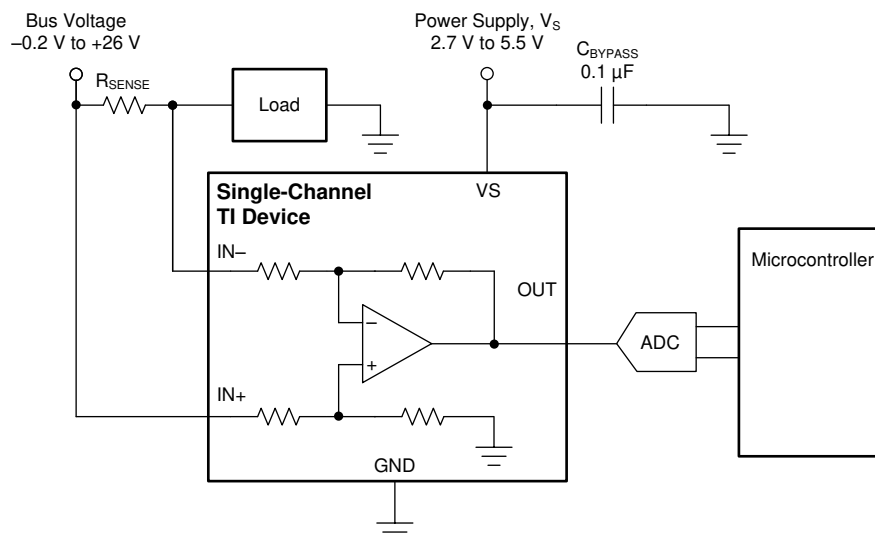 Bus Voltage
–0.2 V to +26 V
RSENSE
Load
Power Supply, VS
2.7 V to 5.5 V
CBYPASS
0.1 µF
Single-Channel
TI Device
VS
IN–
OUT
–
+
IN+
GND
ADC
Microcontroller